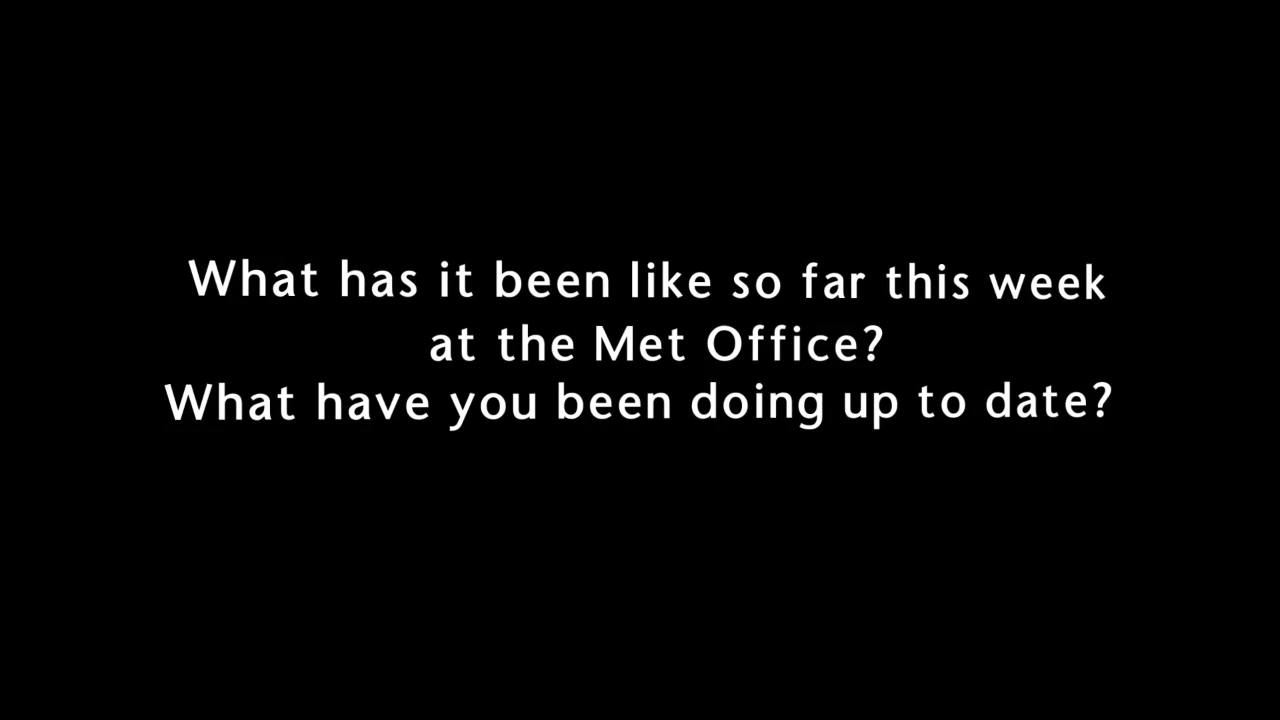 What has it been like so far this week
at the Met Office?
What have you been doing up to date?